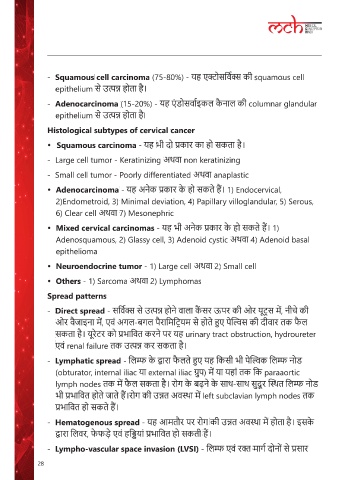 mch
- Squamous cell carcinoma (75-80%) - यह एक्टोसर्विक्स की squamous cell
epithelium से उत्पन्न होता है।
- Adenocarcinoma (15-20%) - यह एंडोसर्वाइकल कैनाल की columnar glandular
epithelium से उत्पन्न होता है।
Histological subtypes of cervical cancer
• Squamous carcinoma - यह भी दो प्रकार का हो सकता है।
- Large cell tumor - Keratinizing अथवा non keratinizing
- Small cell tumor - Poorly differentiated अथवा anaplastic
• Adenocarcinoma - यह अनेक प्रकार के हो सकते हैं। 1) Endocervical,
2)Endometroid, 3) Minimal deviation, 4) Papillary villoglandular, 5) Serous,
6) Clear cell अथवा 7) Mesonephric
• Mixed cervical carcinomas - यह भी अनेक प्रकार के हो सकते हैं। 1)
Adenosquamous, 2) Glassy cell, 3) Adenoid cystic अथवा 4) Adenoid basal
epithelioma
• Neuroendocrine tumor - 1) Large cell अथवा 2) Small cell
• Others - 1) Sarcoma अथवा 2) Lymphomas
Spread patterns
- Direct spread - सर्विक्स से उत्पन्न होने वाला कैंसर ऊपर की ओर यूट्रस में, नीचे की
ओर वैजाइना में, एवं अगल-बगल पैरामिट्रियम से होते हुए पेल्विस की दीवार तक फैल
सकता है। यूरेटर को प्रभावित करने पर यह urinary tract obstruction, hydroureter
एवं renal failure तक उत्पन्न कर सकता है।
- Lymphatic spread - लिम्फ के द्वारा फैलते हुए यह किसी भी पेल्विक लिम्फ नोड
(obturator, internal iliac या external iliac ग्रुप) में या यहां तक कि paraaortic
lymph nodes तक में फैल सकता है। रोग के बढ़ने के साथ-साथ सुदूर स्थित लिम्फ नोड
भी प्रभावित होते जाते हैं।रोग की उन्नत अवस्था में left subclavian lymph nodes तक
प्रभावित हो सकते हैं।
- Hematogenous spread - यह आमतौर पर रोग की उन्नत अवस्था में होता है। इसके
द्वारा लिवर, फेफड़े एवं हड्डियां प्रभावित हो सकती हैं।
- Lympho-vascular space invasion (LVSI) - लिम्फ एवं रक्त मार्ग दोनों से प्रसार
28